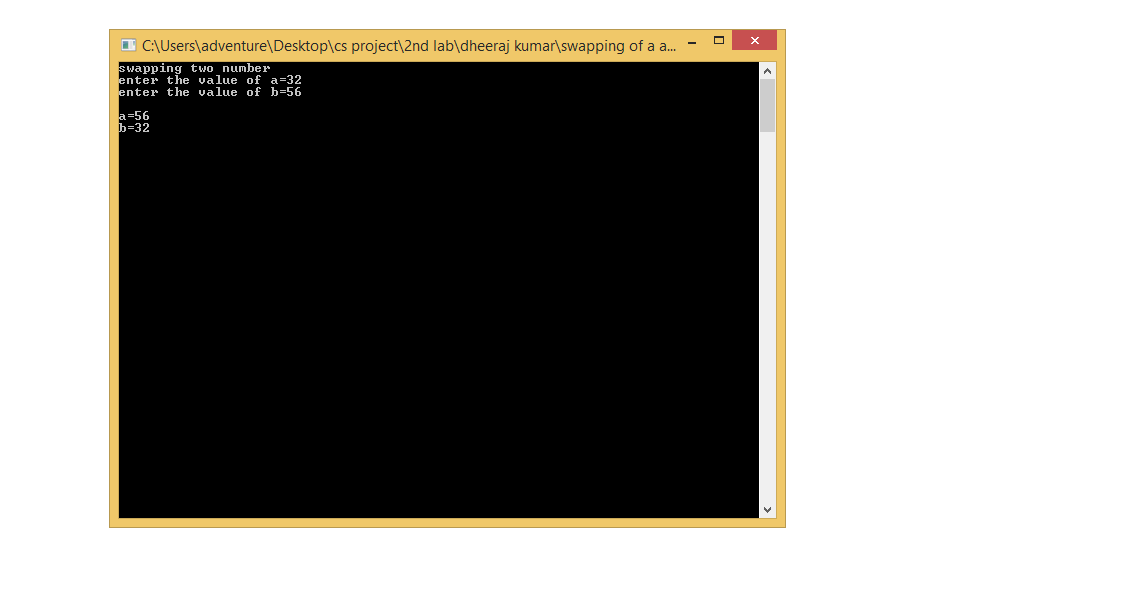 C:\Users\adventure\Desktop\cs project\2nd lab\dheeraj kumar\swapping of a a...
swapping two number
enter the value of a=32
enter the value of b=56
a=56
b=32